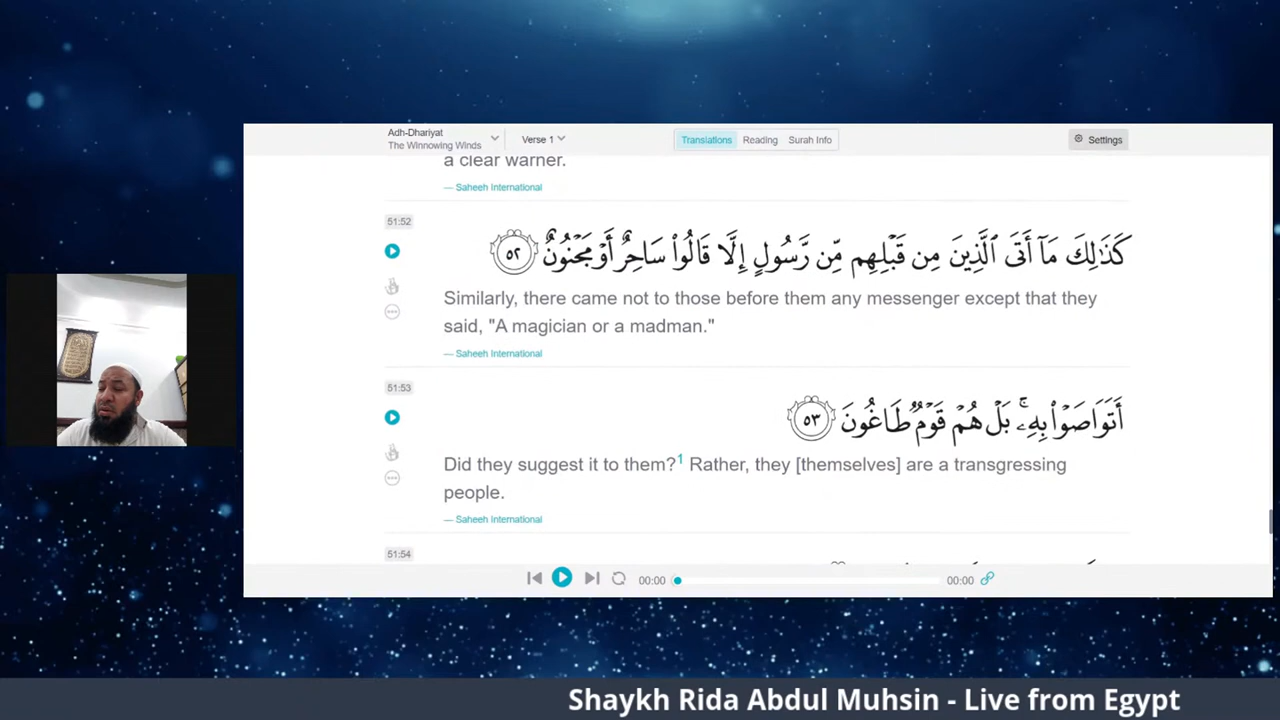 Adh-Dhariyat
The Winnowing Winds
Verse 1
Translations
Reading
Surah Info
Settings
a clear warner.
— Saheeh International
51:52
كَذَٰلِكَ مَآ أَتَى ٱلَّذِينَ مِن قَبْلِهِم مِّن رَّسُولٍ إِلَّا قَالُوا۟ سَاحِرٌ أَوْ مَجْنُونٌ ٥٢
Similarly, there came not to those before them any messenger except that they
said, "A magician or a madman."
— Saheeh International
51:53
أَتَوَاصَوْا۟ بِهِۦ ۚ بَلْ هُمْ قَوْمٌ طَاغُونَ ٥٣
Did they suggest it to them?1 Rather, they [themselves] are a transgressing
people.
— Saheeh International
51:54
00:00
00:00
Shaykh Rida Abdul Muhsin - Live from Egypt